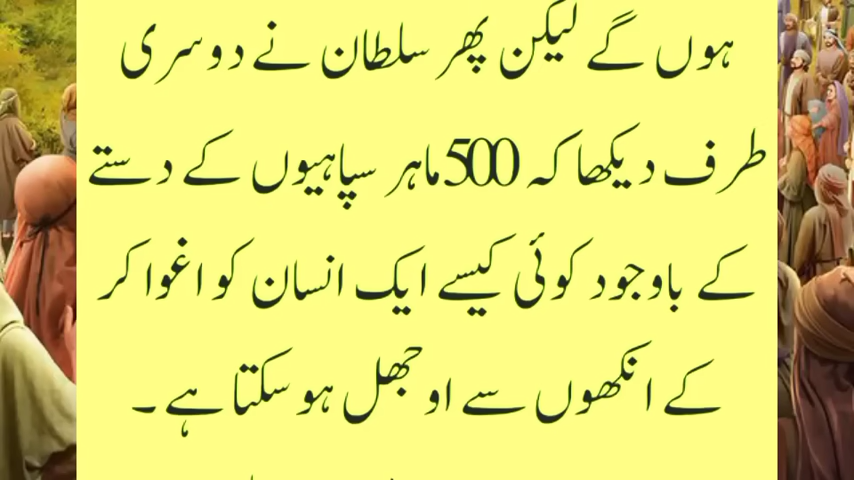 ہوں گے لیکن پھر سلطان نے دوسری
طرف دیکھا کہ 500 ماہر سپاہیوں کے دستے
کے باوجود کوئی کیسے ایک انسان کو اغوا کر
کے انکھوں سے اوجھل ہو سکتا ہے ۔